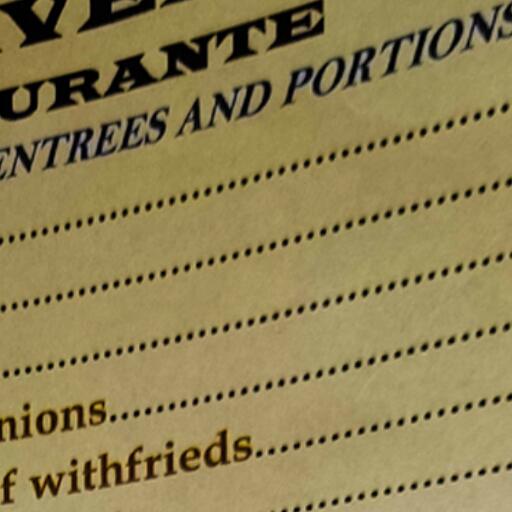 URANTE
ENTREES AND PORTIONS
nions..................
f withfrieds..................